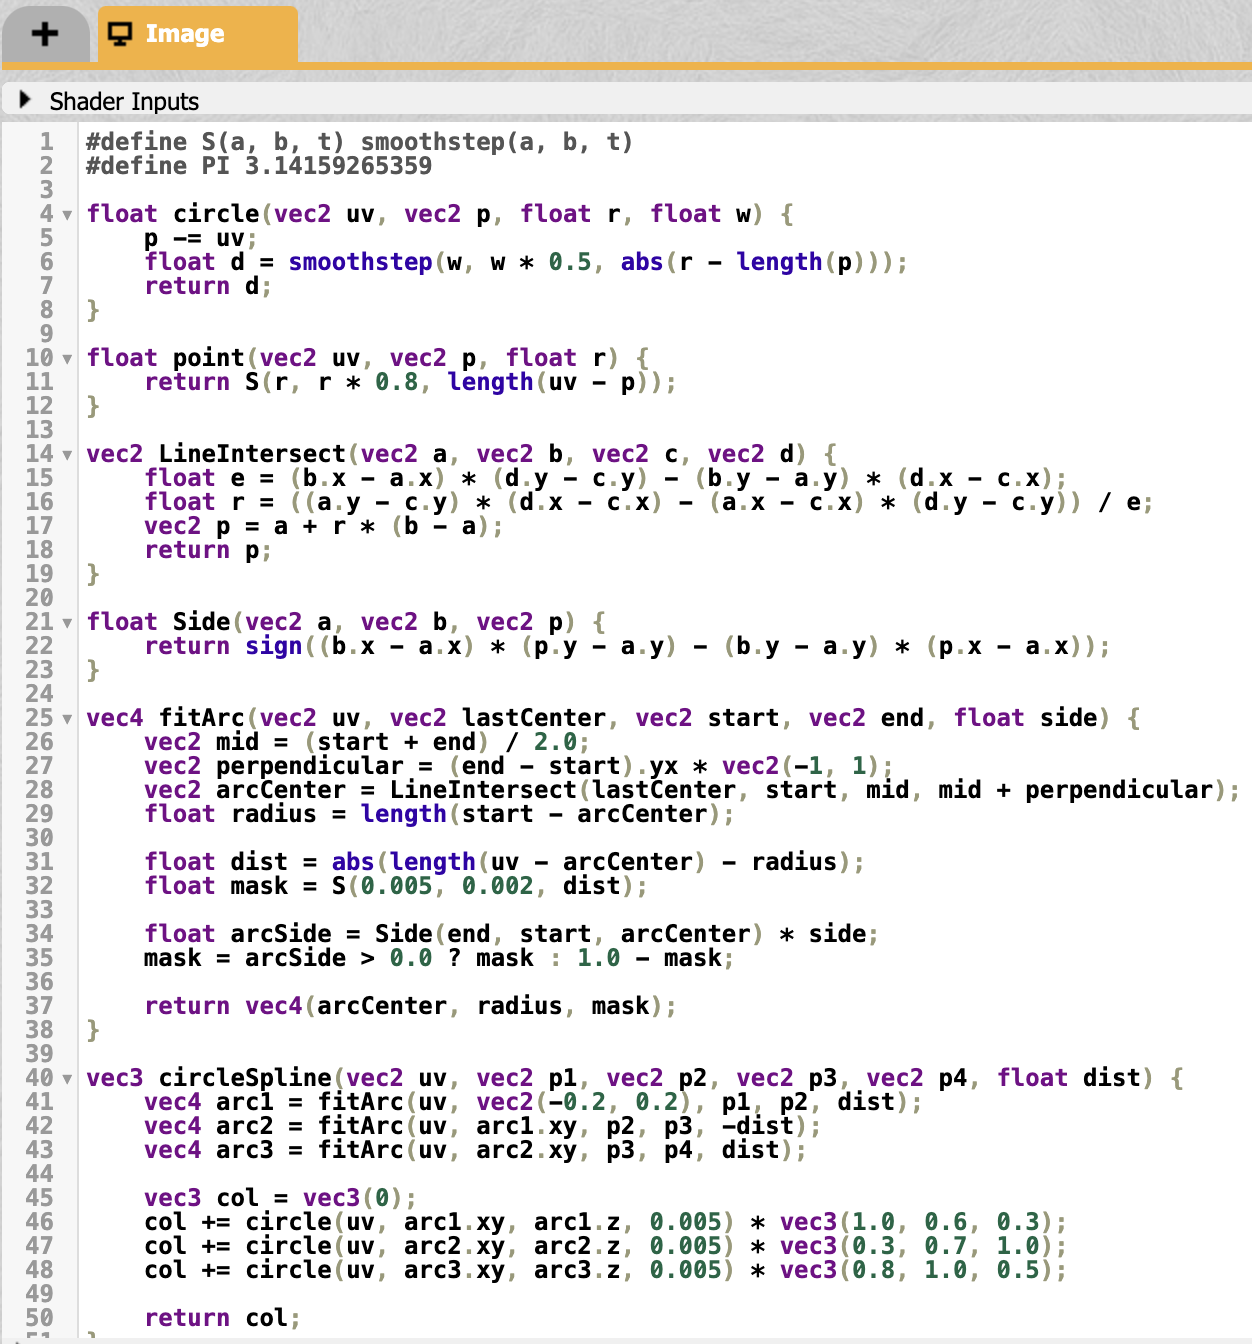 + Image
Shader Inputs
1 #define S(a, b, t) smoothstep(a, b, t)
2 #define PI 3.14159265359
3
4 float circle(vec2 uv, vec2 p, float r, float w) {
5     p -= uv;
6     float d = smoothstep(w, w * 0.5, abs(r - length(p)));
7     return d;
8 }
9
10 float point(vec2 uv, vec2 p, float r) {
11     return S(r, r * 0.8, length(uv - p));
12 }
13
14 vec2 LineIntersect(vec2 a, vec2 b, vec2 c, vec2 d) {
15     float e = (b.x - a.x) * (d.y - c.y) - (b.y - a.y) * (d.x - c.x);
16     float r = ((a.y - c.y) * (d.x - c.x) - (a.x - c.x) * (d.y - c.y)) / e;
17     vec2 p = a + r * (b - a);
18     return p;
19 }
20
21 float Side(vec2 a, vec2 b, vec2 p) {
22     return sign((b.x - a.x) * (p.y - a.y) - (b.y - a.y) * (p.x - a.x));
23 }
24
25 vec4 fitArc(vec2 uv, vec2 lastCenter, vec2 start, vec2 end, float side) {
26     vec2 mid = (start + end) / 2.0;
27     vec2 perpendicular = (end - start).yx * vec2(-1, 1);
28     vec2 arcCenter = LineIntersect(lastCenter, start, mid, mid + perpendicular);
29     float radius = length(start - arcCenter);
30
31     float dist = abs(length(uv - arcCenter) - radius);
32     float mask = S(0.005, 0.002, dist);
33
34     float arcSide = Side(end, start, arcCenter) * side;
35     mask = arcSide > 0.0 ? mask : 1.0 - mask;
36
37     return vec4(arcCenter, radius, mask);
38 }
39
40 vec3 circleSpline(vec2 uv, vec2 p1, vec2 p2, vec2 p3, vec2 p4, float dist) {
41     vec4 arc1 = fitArc(uv, vec2(-0.2, 0.2), p1, p2, dist);
42     vec4 arc2 = fitArc(uv, arc1.xy, p2, p3, -dist);
43     vec4 arc3 = fitArc(uv, arc2.xy, p3, p4, dist);
44
45     vec3 col = vec3(0);
46     col += circle(uv, arc1.xy, arc1.z, 0.005) * vec3(1.0, 0.6, 0.3);
47     col += circle(uv, arc2.xy, arc2.z, 0.005) * vec3(0.3, 0.7, 1.0);
48     col += circle(uv, arc3.xy, arc3.z, 0.005) * vec3(0.8, 1.0, 0.5);
49
50     return col;